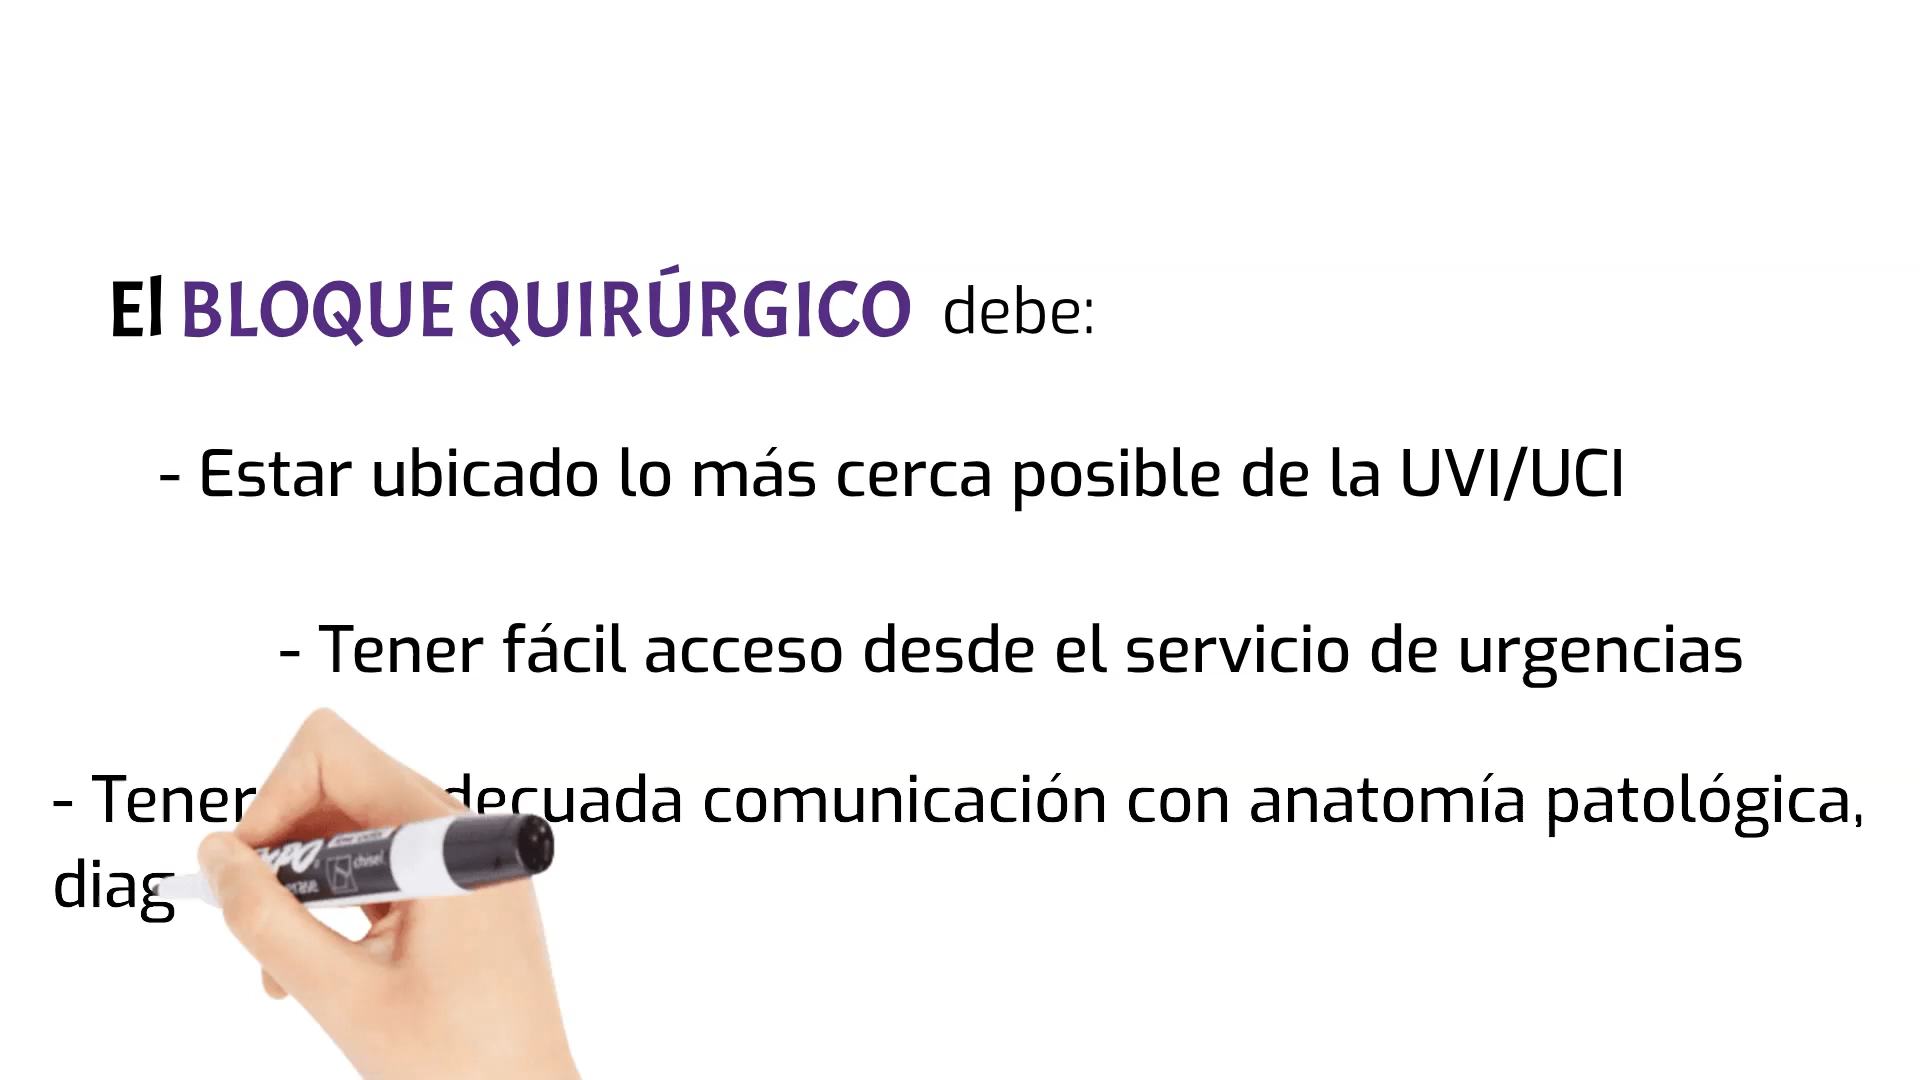 El BLOQUE QUIRÚRGICO debe:
- Estar ubicado lo más cerca posible de la UVI/UCI
- Tener fácil acceso desde el servicio de urgencias
- Tener decuada comunicación con anatomía patológica,
diag
chisel